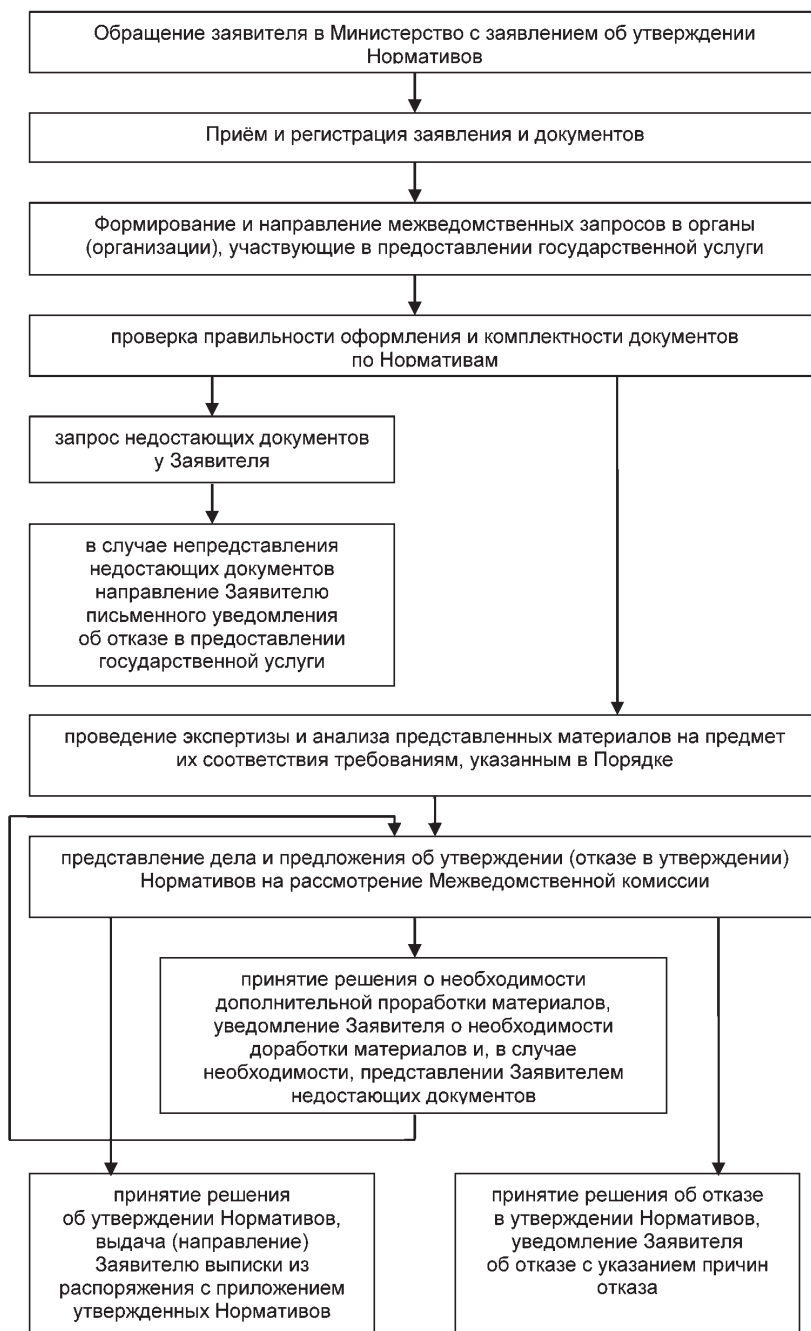 Обращение заявителя в Министерство с заявлением об утверждении
Нормативов
Приём и регистрация заявления и документов
Формирование и направление межведомственных запросов в органы
(организации), участвующие в предоставлении государственной услуги
проверка правильности оформления и комплектности документов
по Нормативам
запрос недостающих документов
у Заявителя
в случае непредставления
недостающих документов
направление Заявителю
письменного уведомления
об отказе в предоставлении
государственной услуги
проведение экспертизы и анализа представленных материалов на предмет
их соответствия требованиям, указанным в Порядке
представление дела и предложения об утверждении (отказе в утверждении)
Нормативов на рассмотрение Межведомственной комиссии
принятие решения о необходимости
дополнительной проработки материалов,
уведомление Заявителя о необходимости
доработки материалов и, в случае
необходимости, представлении Заявителем
недостающих документов
принятие решения
об утверждении Нормативов,
выдача (направление)
Заявителю выписки из
распоряжения с приложением
утвержденных Нормативов
принятие решения об отказе
в утверждении Нормативов,
уведомление Заявителя
об отказе с указанием причин
отказа